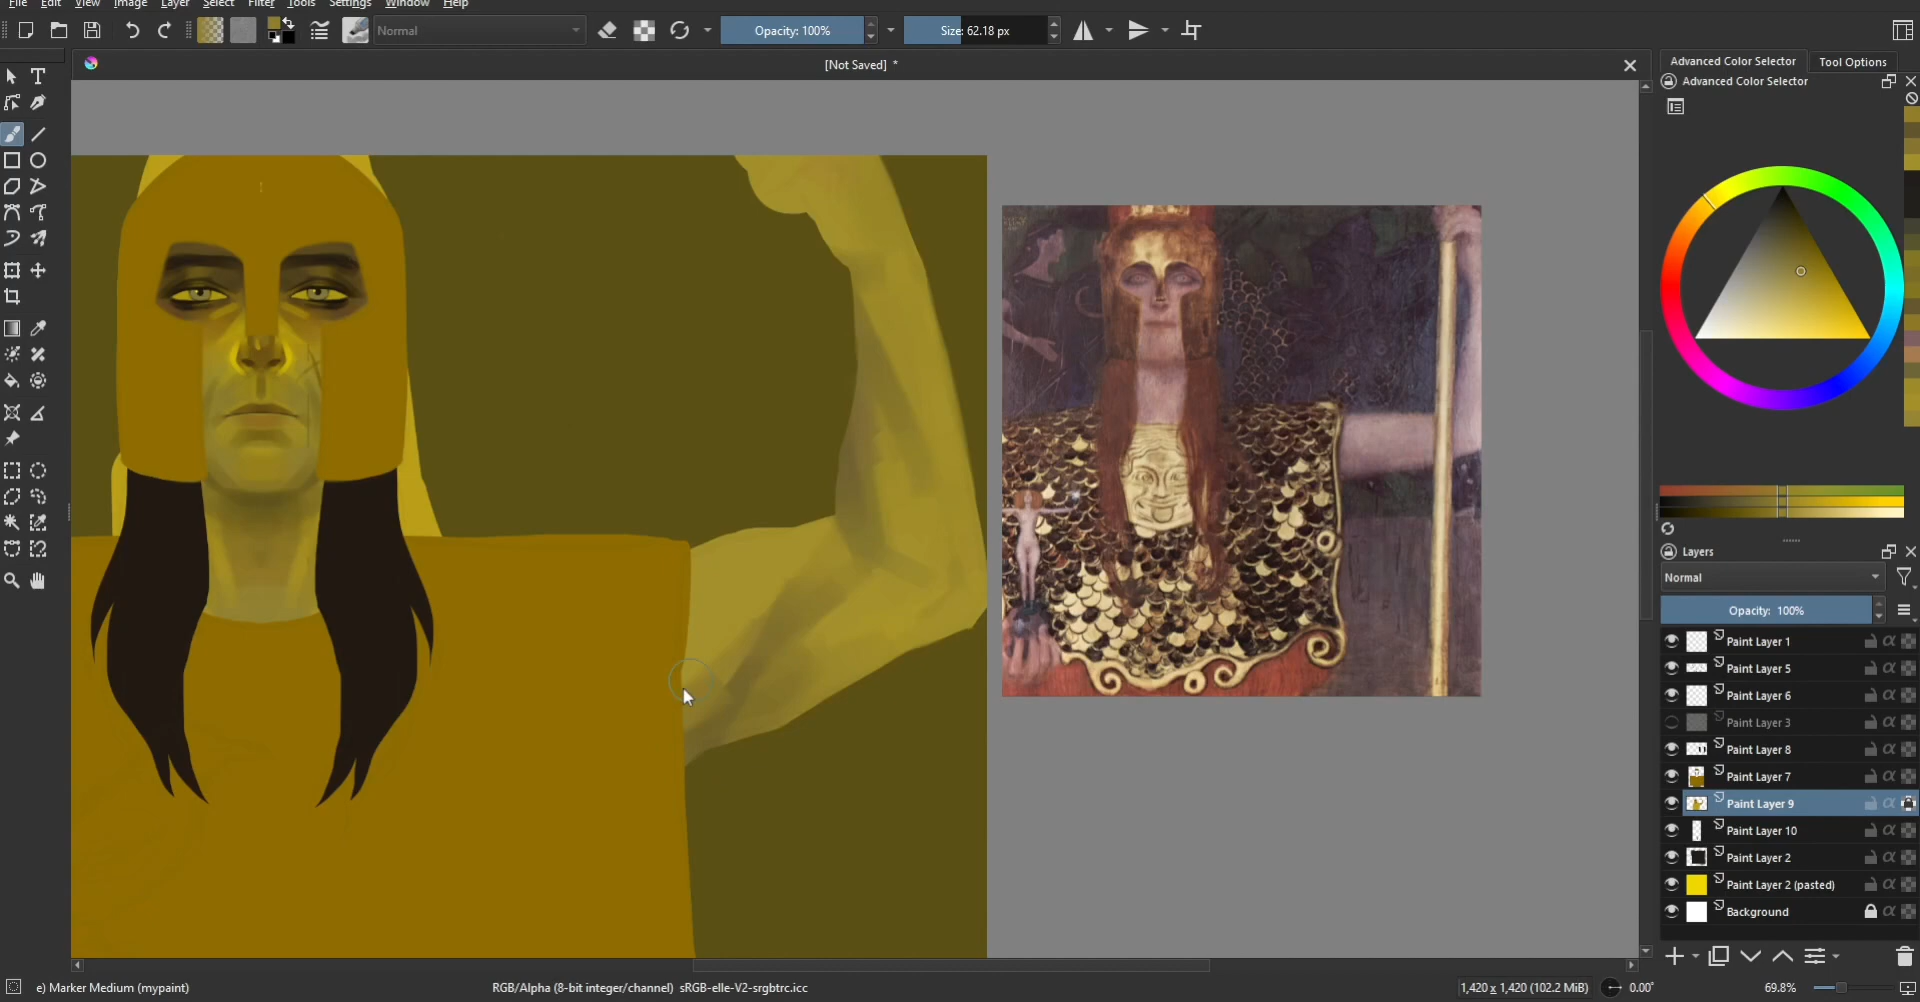 File Edit View Image Layer Select Filter Tools Settings Window Help
Normal
Opacity: 100%
Size: 62.18 px
[Not Saved] *
Advanced Color Selector
Tool Options
Advanced Color Selector
Layers
Normal
Opacity: 100%
Paint Layer 1
Paint Layer 5
Paint Layer 6
Paint Layer 3
Paint Layer 8
Paint Layer 7
Paint Layer 9
Paint Layer 10
Paint Layer 2
Paint Layer 2 (pasted)
Background
e) Marker Medium (mypaint)
RGB/Alpha (8-bit integer/channel) sRGB-elle-V2-srgbtrc.icc
1,420 x 1,420 (102.2 MiB)
0.00°
69.8%